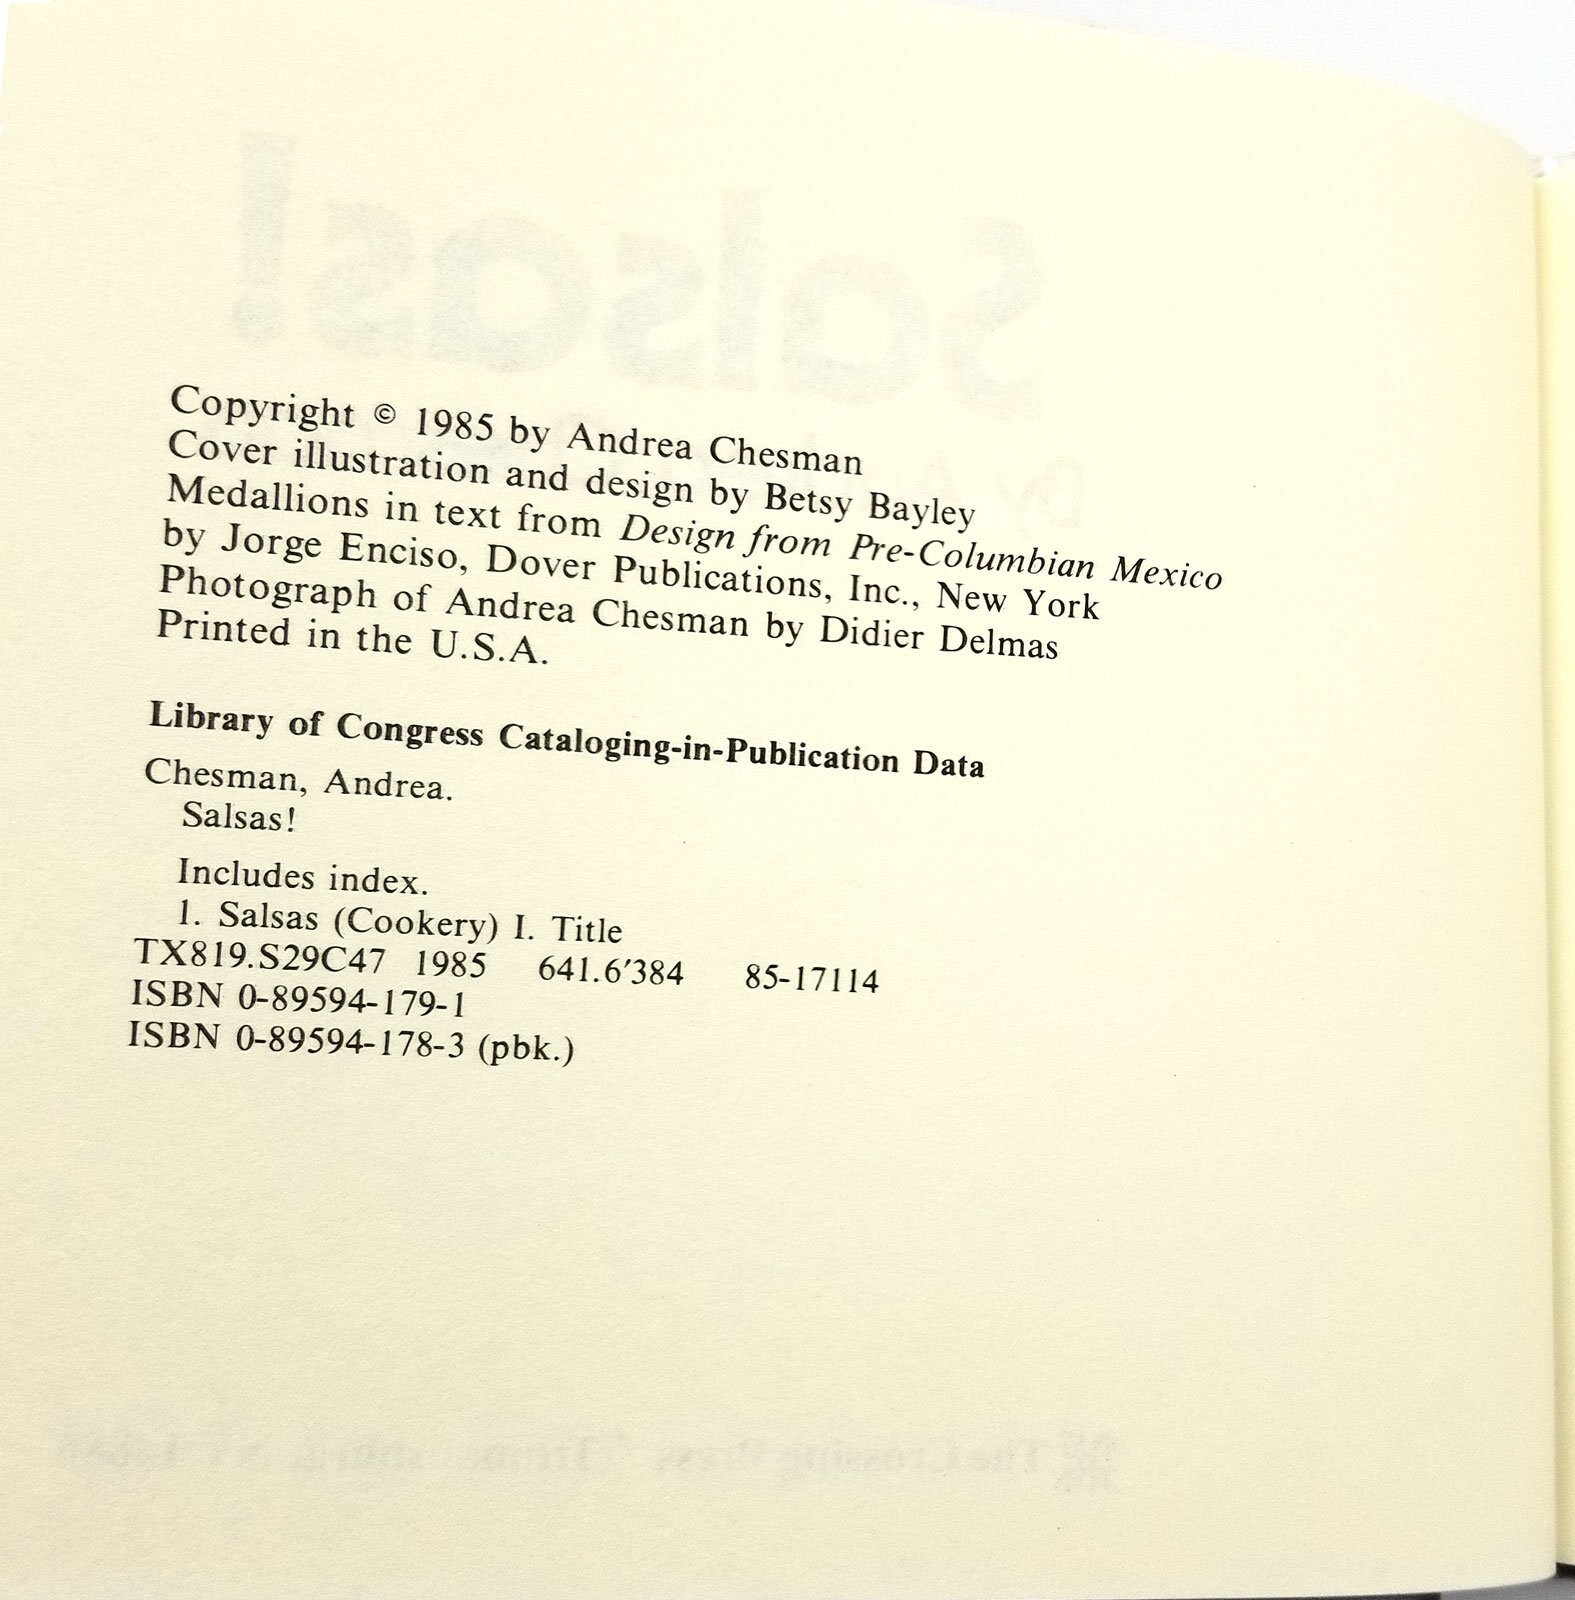 Copyright © 1985 by Andrea Chesman
Cover illustration and design by Betsy Bayley
Medallions in text from Design from Pre-Columbian Mexico
by Jorge Enciso, Dover Publications, Inc., New York
Photograph of Andrea Chesman by Didier Delmas
Printed in the U.S.A.
Library of Congress Cataloging-in-Publication Data
Chesman, Andrea.
Salsas!
Includes index.
1. Salsas (Cookery) I. Title
TX819.S29C47 1985 641.6'384 85-17114
ISBN 0-89594-179-1
ISBN 0-89594-178-3 (pbk.)